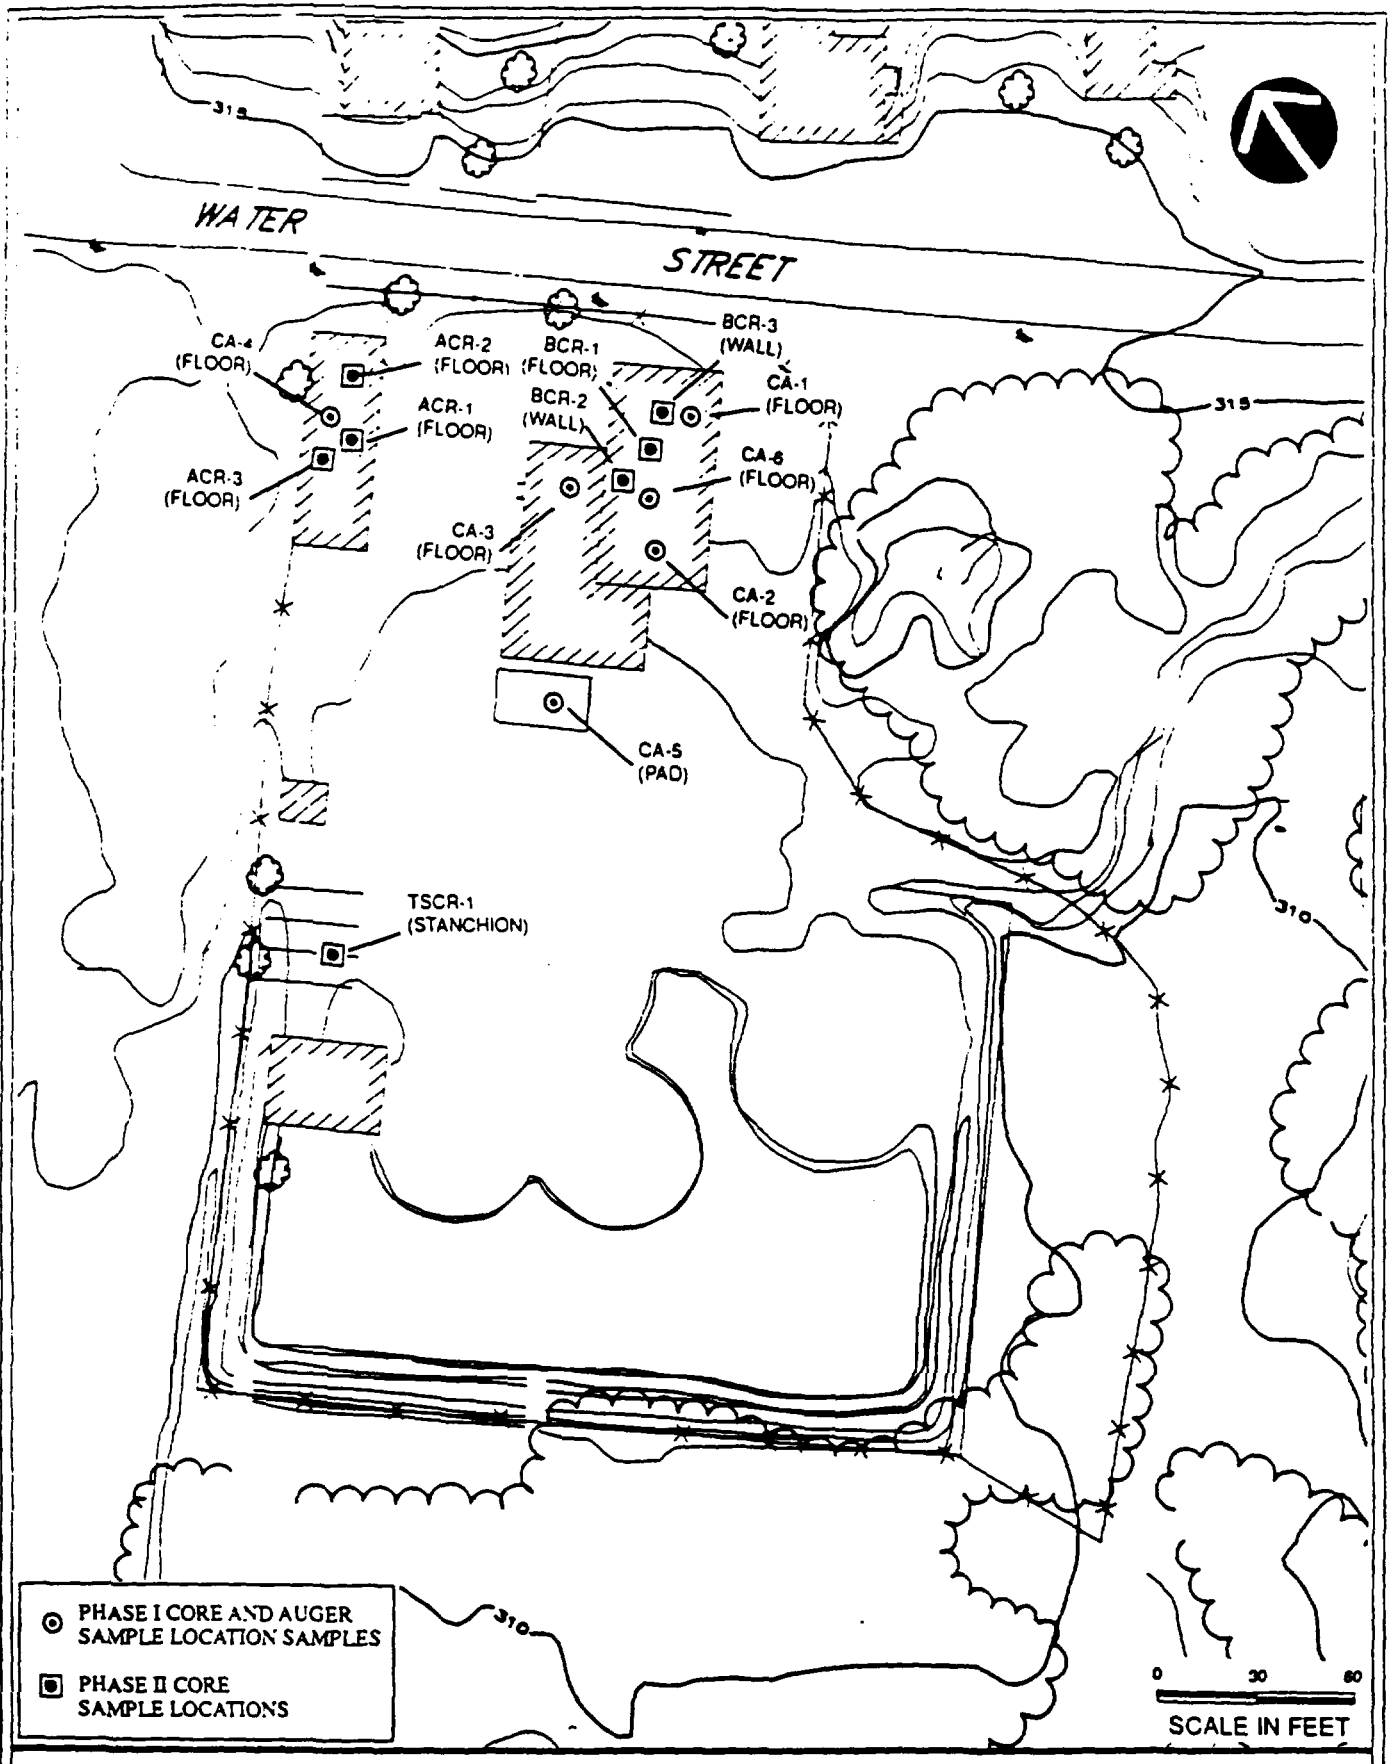 315
WATER
STREET
BCR-3
(WALL)
CA-4
(FLOOR)
ACR-2
(FLOOR)
BCR-1
(FLOOR)
CA-1
(FLOOR)
BCR-2
(WALL)
ACR-1
(FLOOR)
315
CA-6
(FLOOR)
ACR-3
(FLOOR)
CA-3
(FLOOR)
CA-2
(FLOOR)
CA-5
(PAD)
TSCR-1
(STANCHION)
310
PHASE I CORE AND AUGER
SAMPLE LOCATION SAMPLES
PHASE II CORE
SAMPLE LOCATIONS
310
0 30 60
SCALE IN FEET